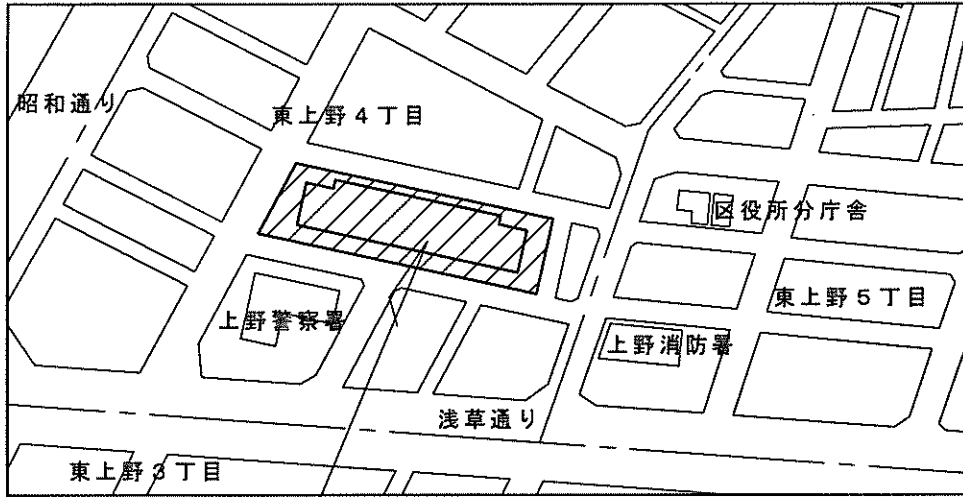 昭和通り
東上野４丁目
区役所分庁舎
東上野５丁目
上野警察署
上野消防署
浅草通り
東上野３丁目